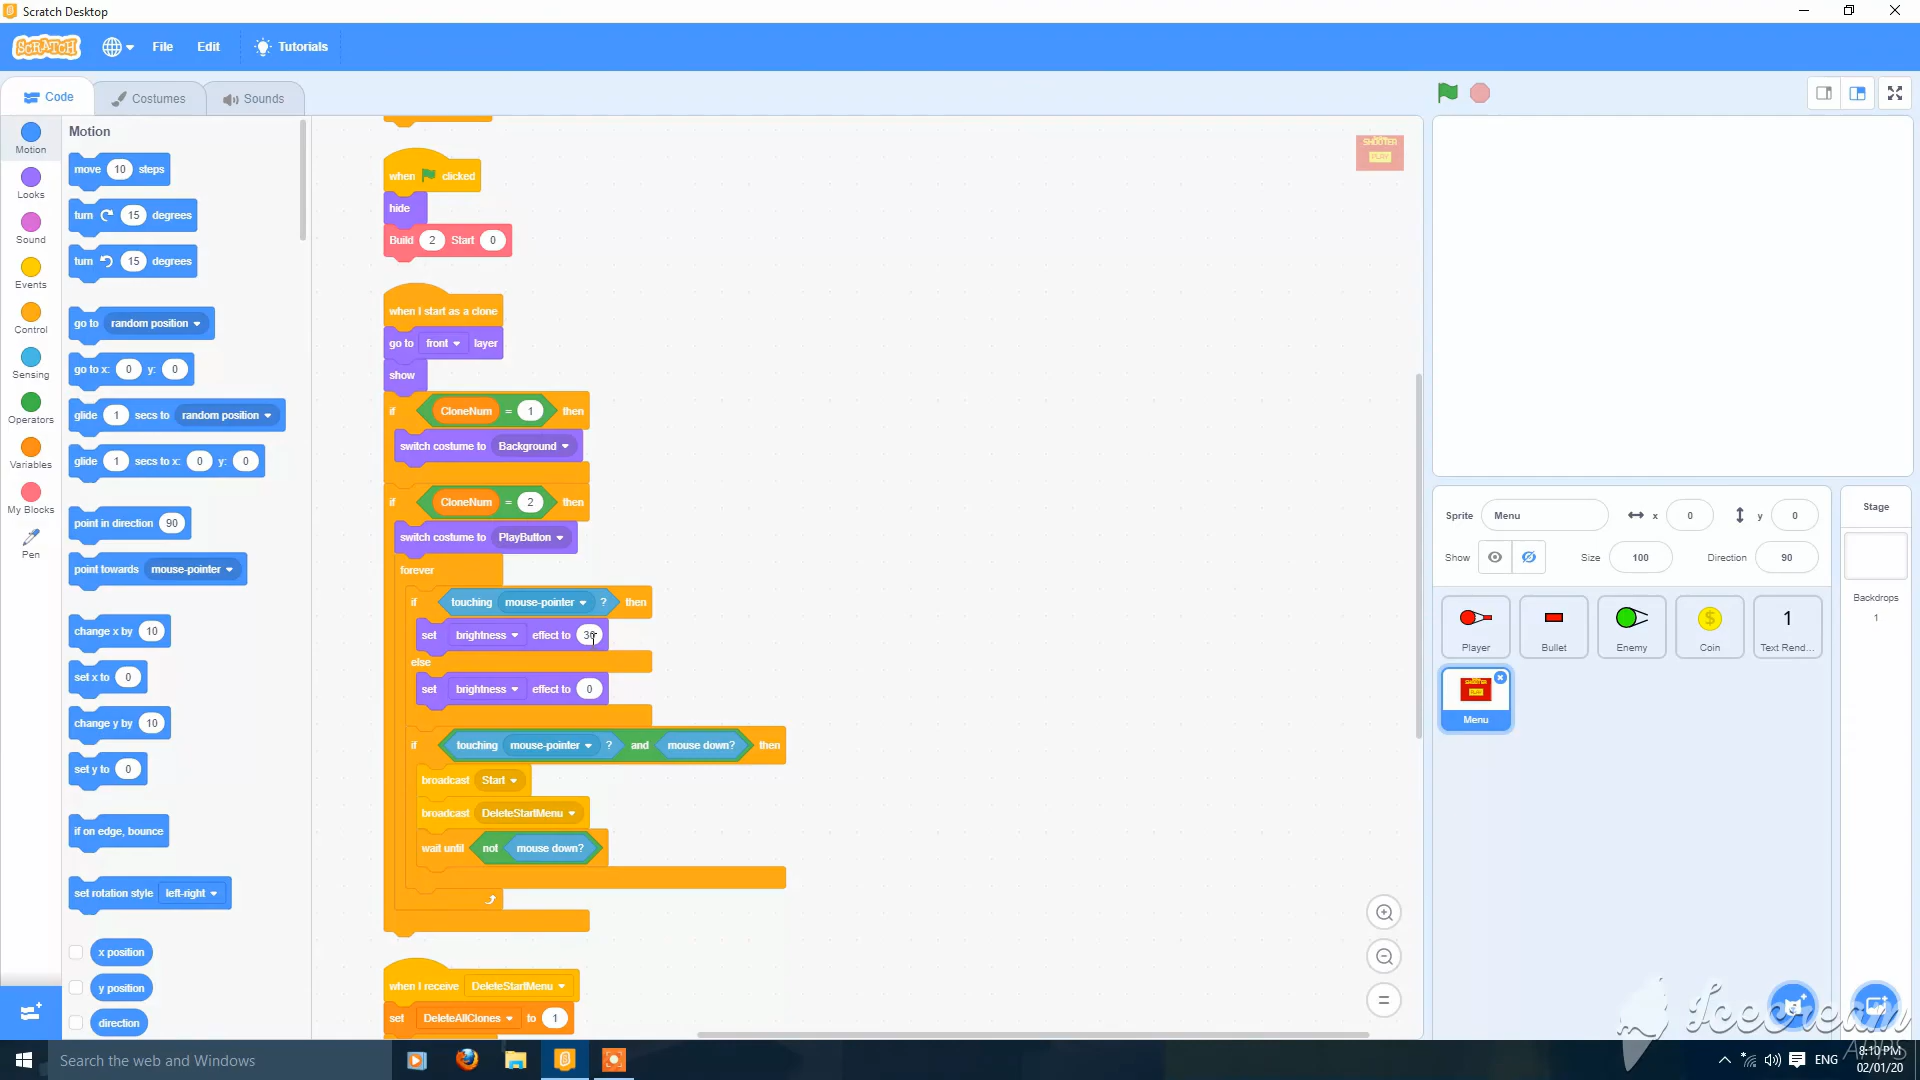 Scratch Desktop
SCRATCH
File
Edit
Tutorials
Code
Costumes
Sounds
Motion
Looks
Sound
Events
Control
Sensing
Operators
Variables
My Blocks
Pen
Motion
move 10 steps
turn 15 degrees
turn 15 degrees
go to random position
go to x: 0 y: 0
glide 1 secs to random position
glide 1 secs to x: 0 y: 0
point in direction 90
point towards mouse-pointer
change x by 10
set x to 0
change y by 10
set y to 0
if on edge, bounce
set rotation style left-right
x position
y position
direction
when clicked
hide
Build 2 Start 0
when I start as a clone
go to front layer
show
if CloneNum = 1 then
switch costume to Background
if CloneNum = 2 then
switch costume to PlayButton
forever
if touching mouse-pointer ? then
set brightness effect to 30
else
set brightness effect to 0
if touching mouse-pointer ? and mouse down? then
broadcast Start
broadcast DeleteStartMenu
wait until not mouse down?
when I receive DeleteStartMenu
set DeleteAllClones to 1
SHOOTER
PLAY
Sprite Menu x 0 y 0
Show Size 100 Direction 90
Player
Bullet
Enemy
Coin
1
Text Rend...
SHOOTER
PLAY
Menu
Stage
Backdrops
1
Icecream
APPS
Search the web and Windows
ENG
8:10 PM
02/01/20